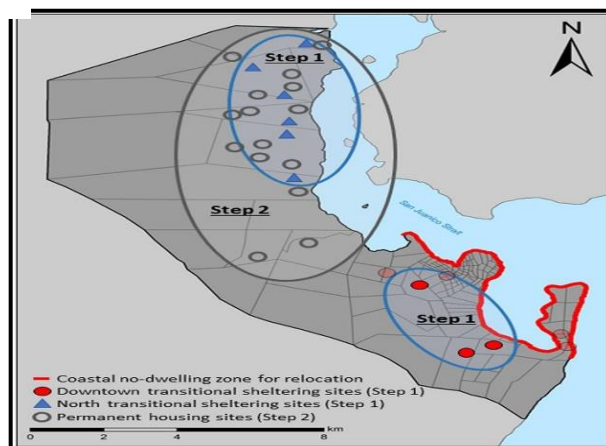 N
Step 1
Step 2
San Juanico Strait
Step 1
Coastal no-dwelling zone for relocation
Downtown transitional sheltering sites (Step 1)
North transitional sheltering sites (Step 1)
Permanent housing sites (Step 2)
0 2 4 8 km